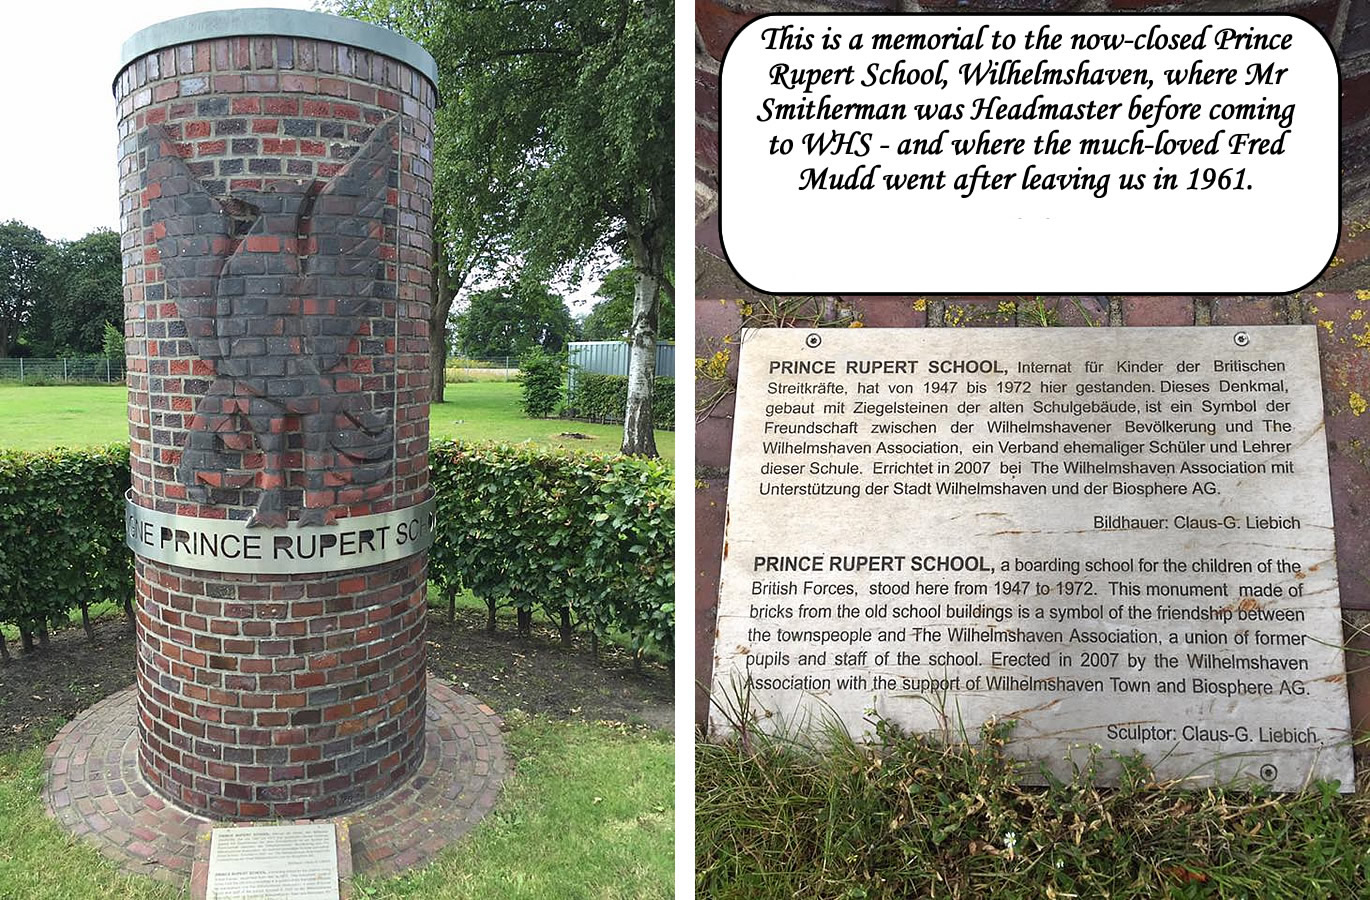 GNE PRINCE RUPERT SCHO
PRINCE RUPERT SCHOOL,
PRINCE RUPERT SCHOOL,
This is a memorial to the now-closed Prince
Rupert School, Wilhelmshaven, where Mr
Smitherman was Headmaster before coming
to WHS - and where the much-loved Fred
Mudd went after leaving us in 1961.
PRINCE RUPERT SCHOOL, Internat für Kinder der Britischen
Streitkräfte, hat von 1947 bis 1972 hier gestanden. Dieses Denkmal,
gebaut mit Ziegelsteinen der alten Schulgebäude, ist ein Symbol der
Freundschaft zwischen der Wilhelmshavener Bevölkerung und The
Wilhelmshaven Association, ein Verband ehemaliger Schüler und Lehrer
dieser Schule. Errichtet in 2007 bei The Wilhelmshaven Association mit
Unterstützung der Stadt Wilhelmshaven und der Biosphere AG.
Bildhauer: Claus-G. Liebich
PRINCE RUPERT SCHOOL, a boarding school for the children of the
British Forces, stood here from 1947 to 1972. This monument made of
bricks from the old school buildings is a symbol of the friendship between
the townspeople and The Wilhelmshaven Association, a union of former
pupils and staff of the school. Erected in 2007 by the Wilhelmshaven
Association with the support of Wilhelmshaven Town and Biosphere AG.
Sculptor: Claus-G. Liebich